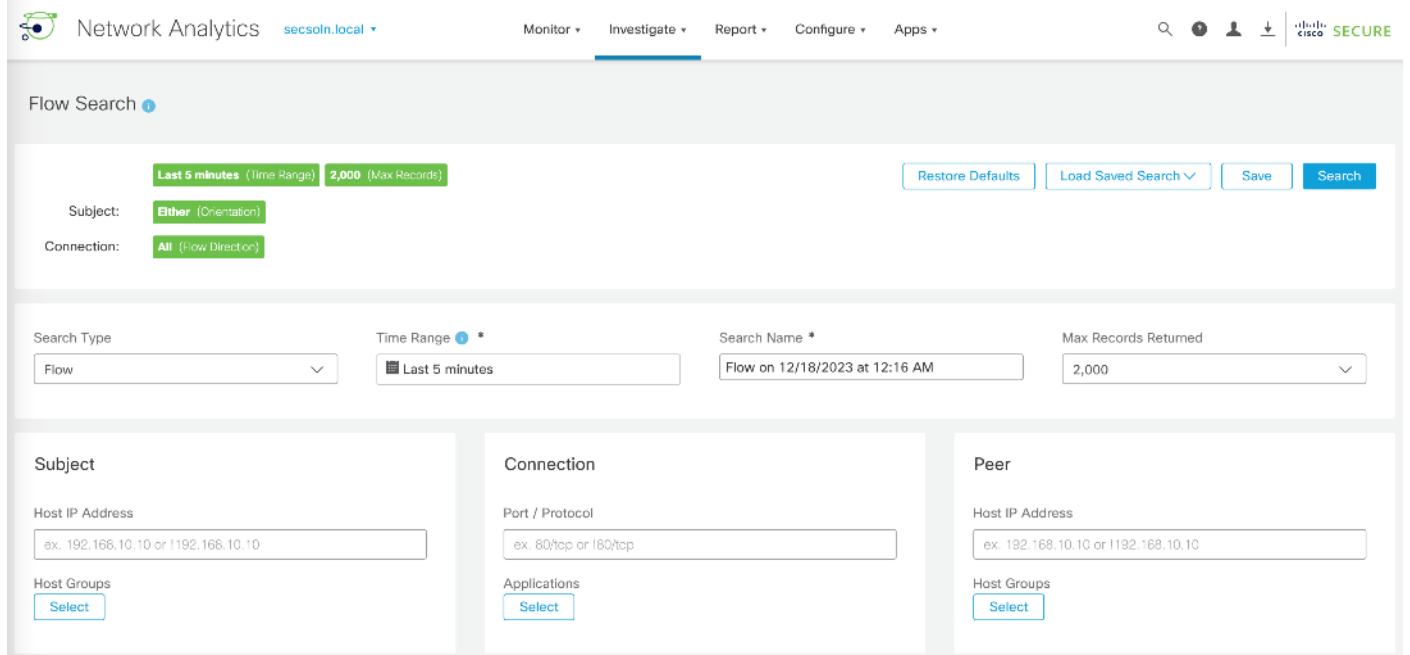 Network Analytics secsoln.local Monitor Investigate Report Configure Apps cisco SECURE
Flow Search
Last 5 minutes (Time Range) 2,000 (Max Records) Restore Defaults Load Saved Search Save Search
Subject: Either (Orientation)
Connection: All (Flow Direction)
Search Type Time Range * Search Name * Max Records Returned
Flow Last 5 minutes Flow on 12/18/2023 at 12:16 AM 2,000
Subject Connection Peer
Host IP Address Port / Protocol Host IP Address
ex. 192.168.10.10 or !192.168.10.10 ex. 80/tcp or !80/tcp ex. 192.168.10.10 or !192.168.10.10
Host Groups Applications Host Groups
Select Select Select